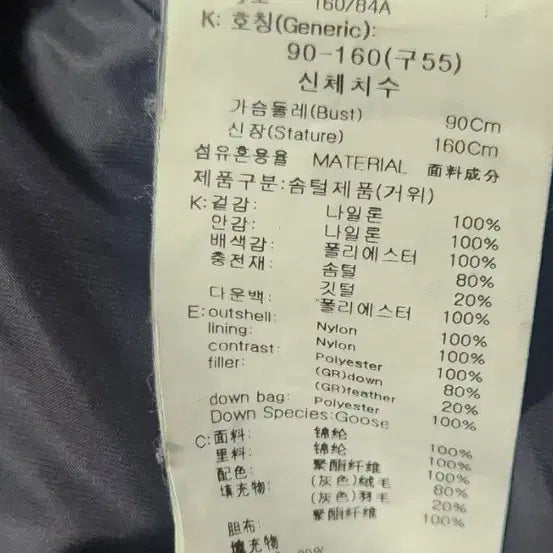 160/84A
K: 호칭(Generic):
90-160(구55)
신체치수
가슴둘레(Bust) 90Cm
신장(Stature) 160Cm
섬유혼용율 MATERIAL 面料成分
제품구분:솜털제품(거위)
K:겉감: 나일론 100%
안감: 나일론 100%
배색감: 폴리에스터 100%
충전재: 솜털 80%
깃털 20%
다운백: 폴리에스터 100%
E:outshell: Nylon 100%
lining: Nylon 100%
contrast: Polyester 100%
filler: (GR)down 80%
(GR)feather 20%
down bag: Polyester 100%
Down Species:Goose
C:面料: 锦纶 100%
里料: 锦纶 100%
配色: 聚酯纤维 100%
填充物: (灰色)绒毛 80%
(灰色)羽毛 20%
胆布: 聚酯纤维 100%
填充物